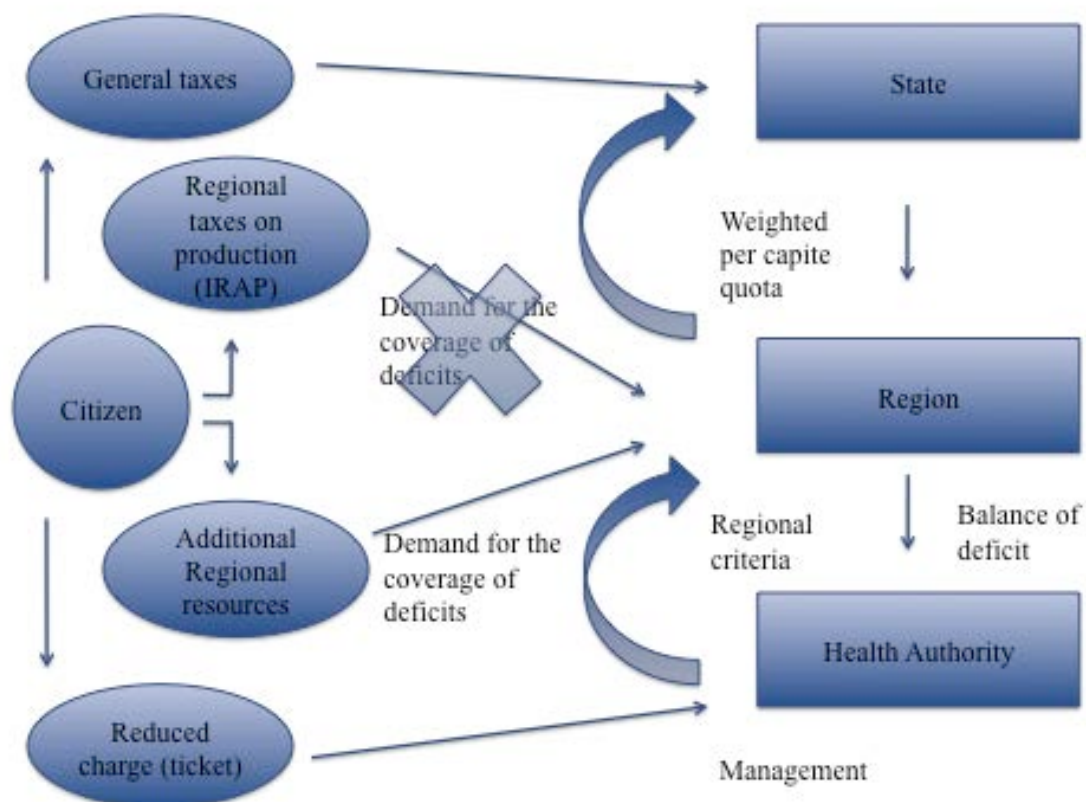 General taxes
State
Regional
taxes on
production
(IRAP)
Weighted
per capite
quota
Demand for the
coverage of
deficits
Citizen
Region
Additional
Regional
resources
Demand for the
coverage of
deficits
Regional
criteria
Balance of
deficit
Health Authority
Reduced
charge (ticket)
Management